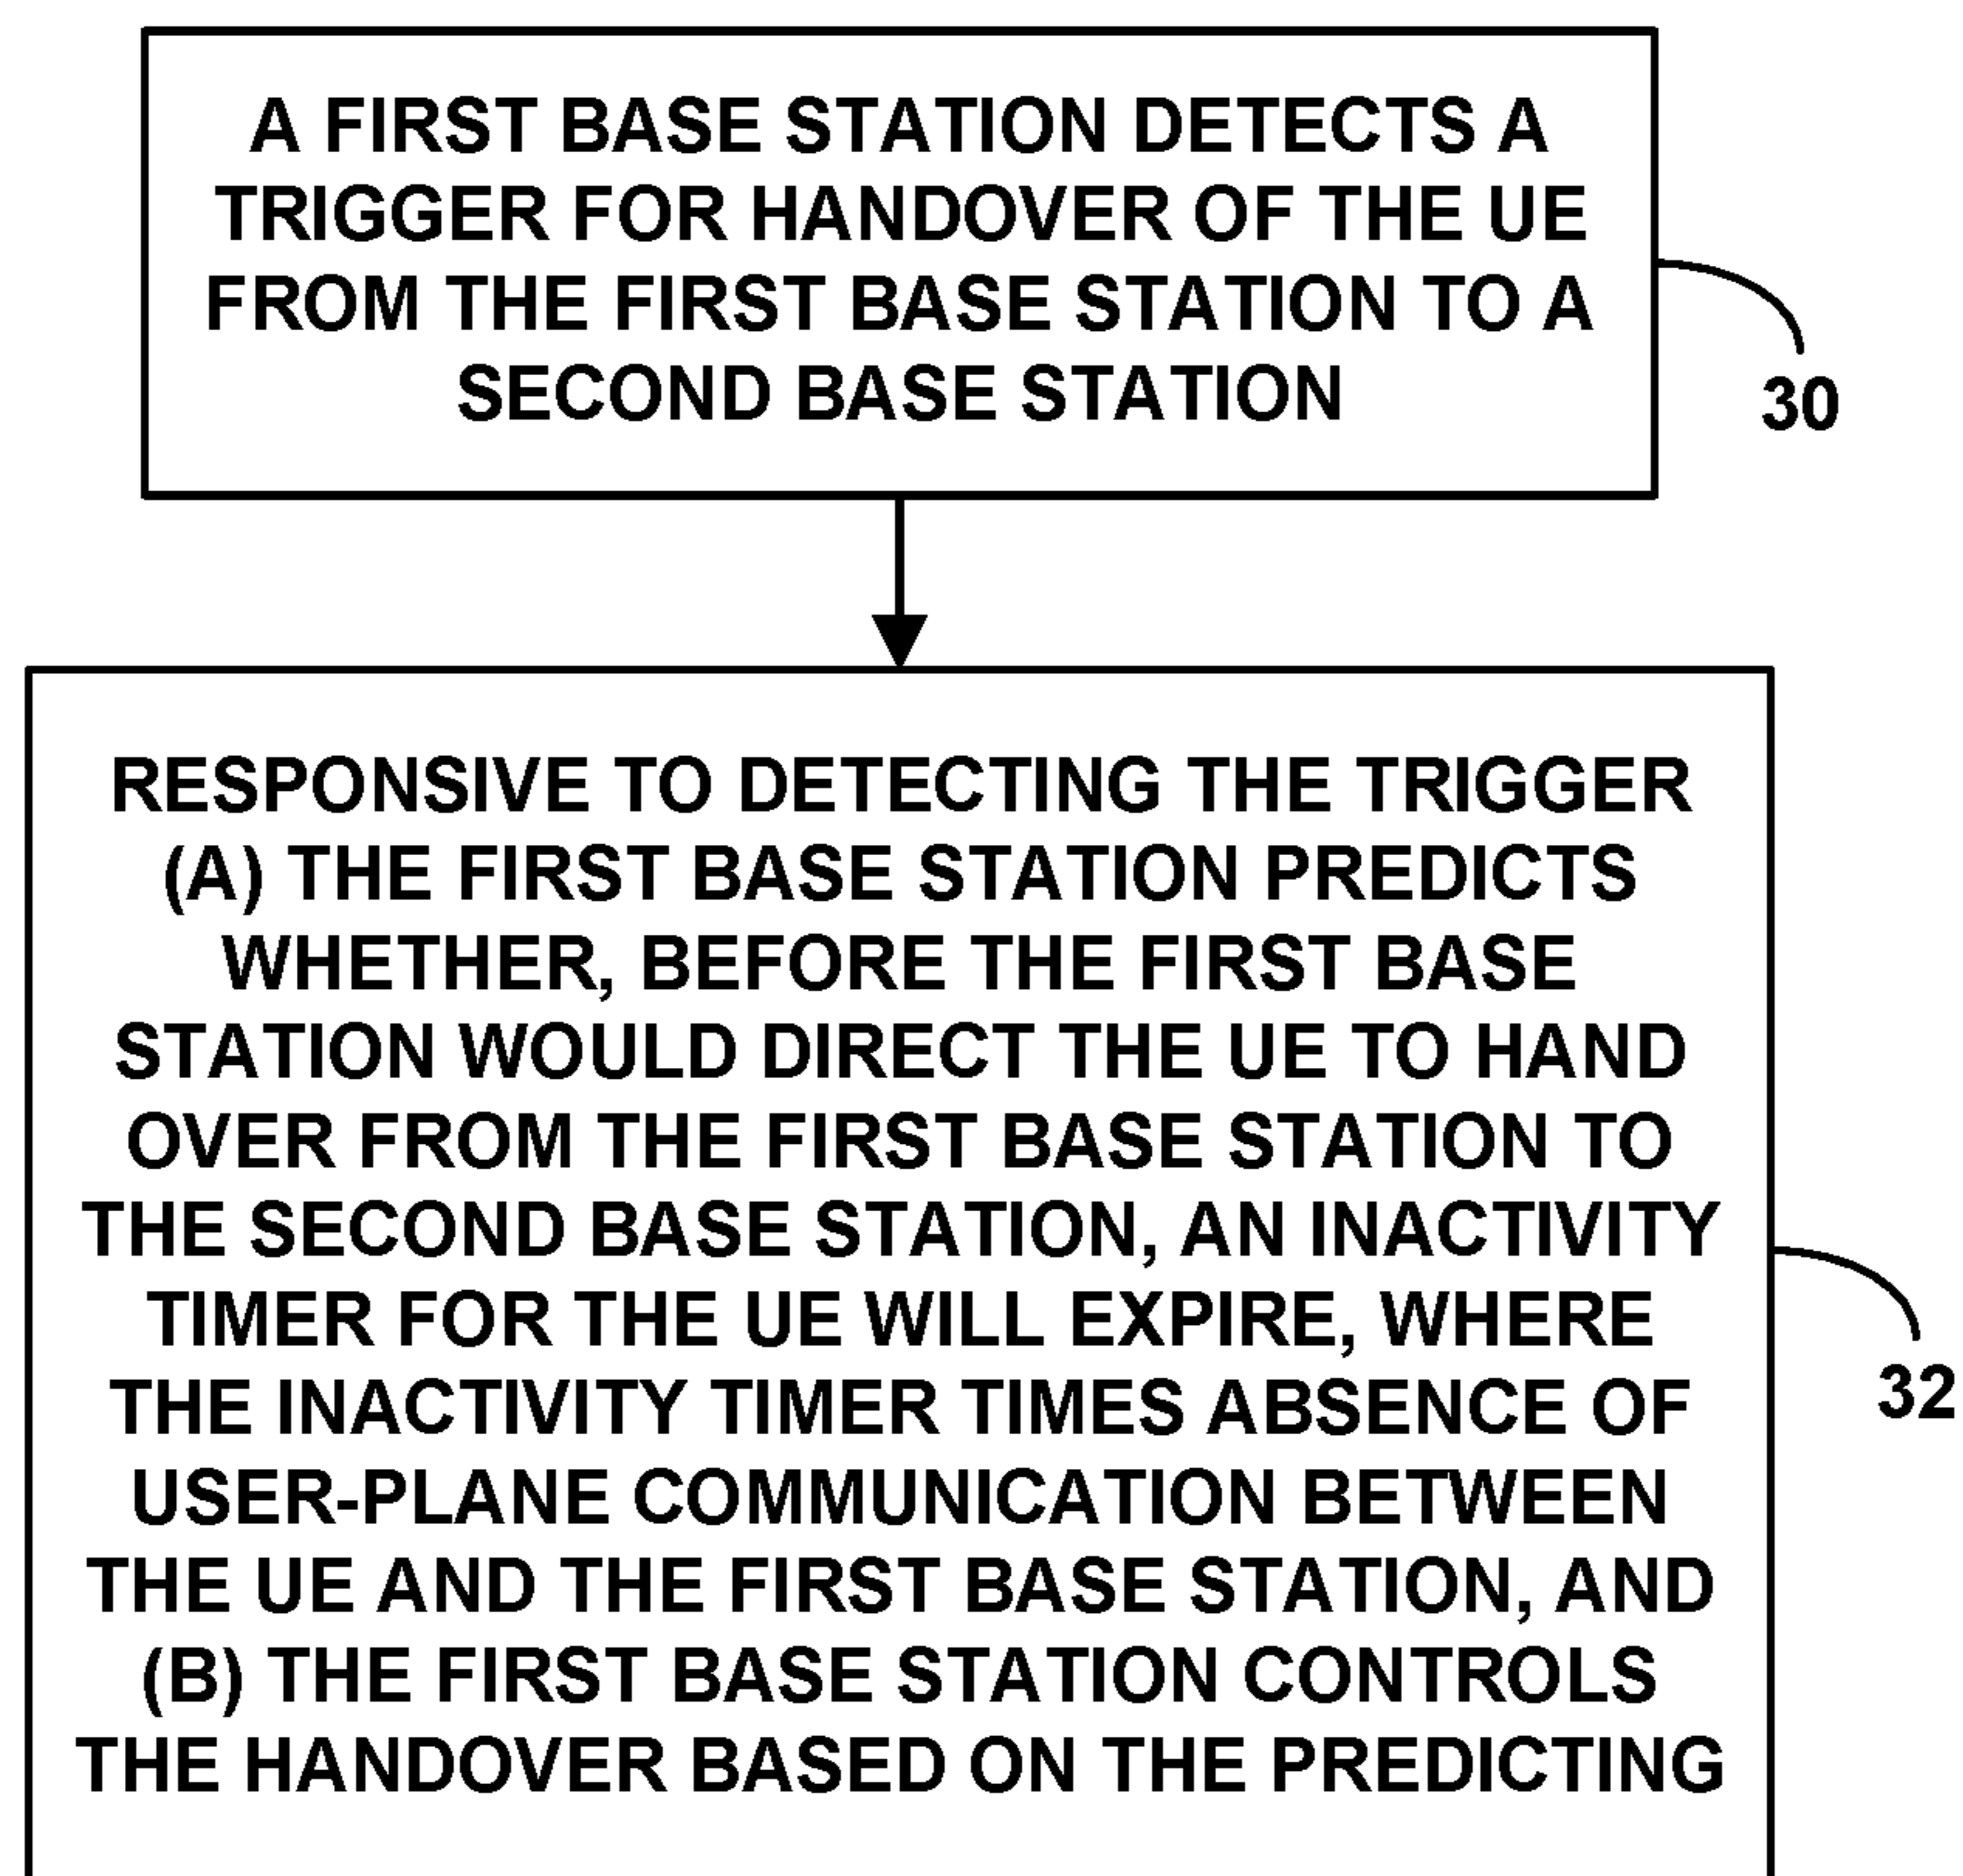 A FIRST BASE STATION DETECTS A
TRIGGER FOR HANDOVER OF THE UE
FROM THE FIRST BASE STATION TO A
SECOND BASE STATION
30
RESPONSIVE TO DETECTING THE TRIGGER
(A) THE FIRST BASE STATION PREDICTS
WHETHER, BEFORE THE FIRST BASE
STATION WOULD DIRECT THE UE TO HAND
OVER FROM THE FIRST BASE STATION TO
THE SECOND BASE STATION, AN INACTIVITY
TIMER FOR THE UE WILL EXPIRE, WHERE
THE INACTIVITY TIMER TIMES ABSENCE OF
USER-PLANE COMMUNICATION BETWEEN
THE UE AND THE FIRST BASE STATION, AND
(B) THE FIRST BASE STATION CONTROLS
THE HANDOVER BASED ON THE PREDICTING
32